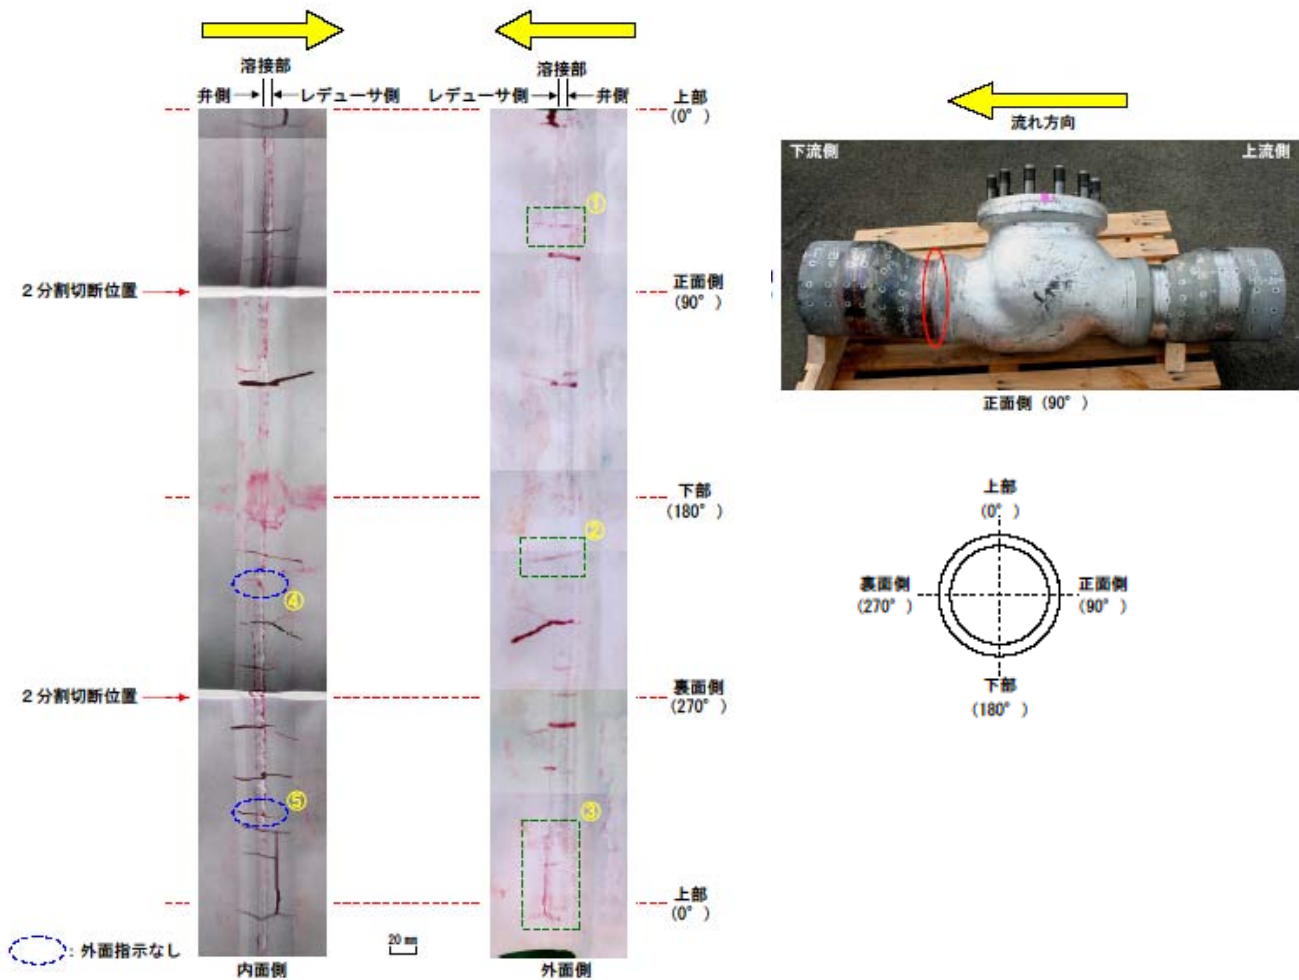 溶接部
弁側
レデューサ側
溶接部
レデューサ側
弁側
上部
(0°)
①
2分割切断位置
正面側
(90°)
下部
(180°)
②
④
2分割切断位置
裏面側
(270°)
⑤
③
上部
(0°)
:外面指示なし
20 mm
内面側
外面側
流れ方向
下流側
上流側
正面側 (90°)
上部
(0°)
裏面側
(270°)
正面側
(90°)
下部
(180°)